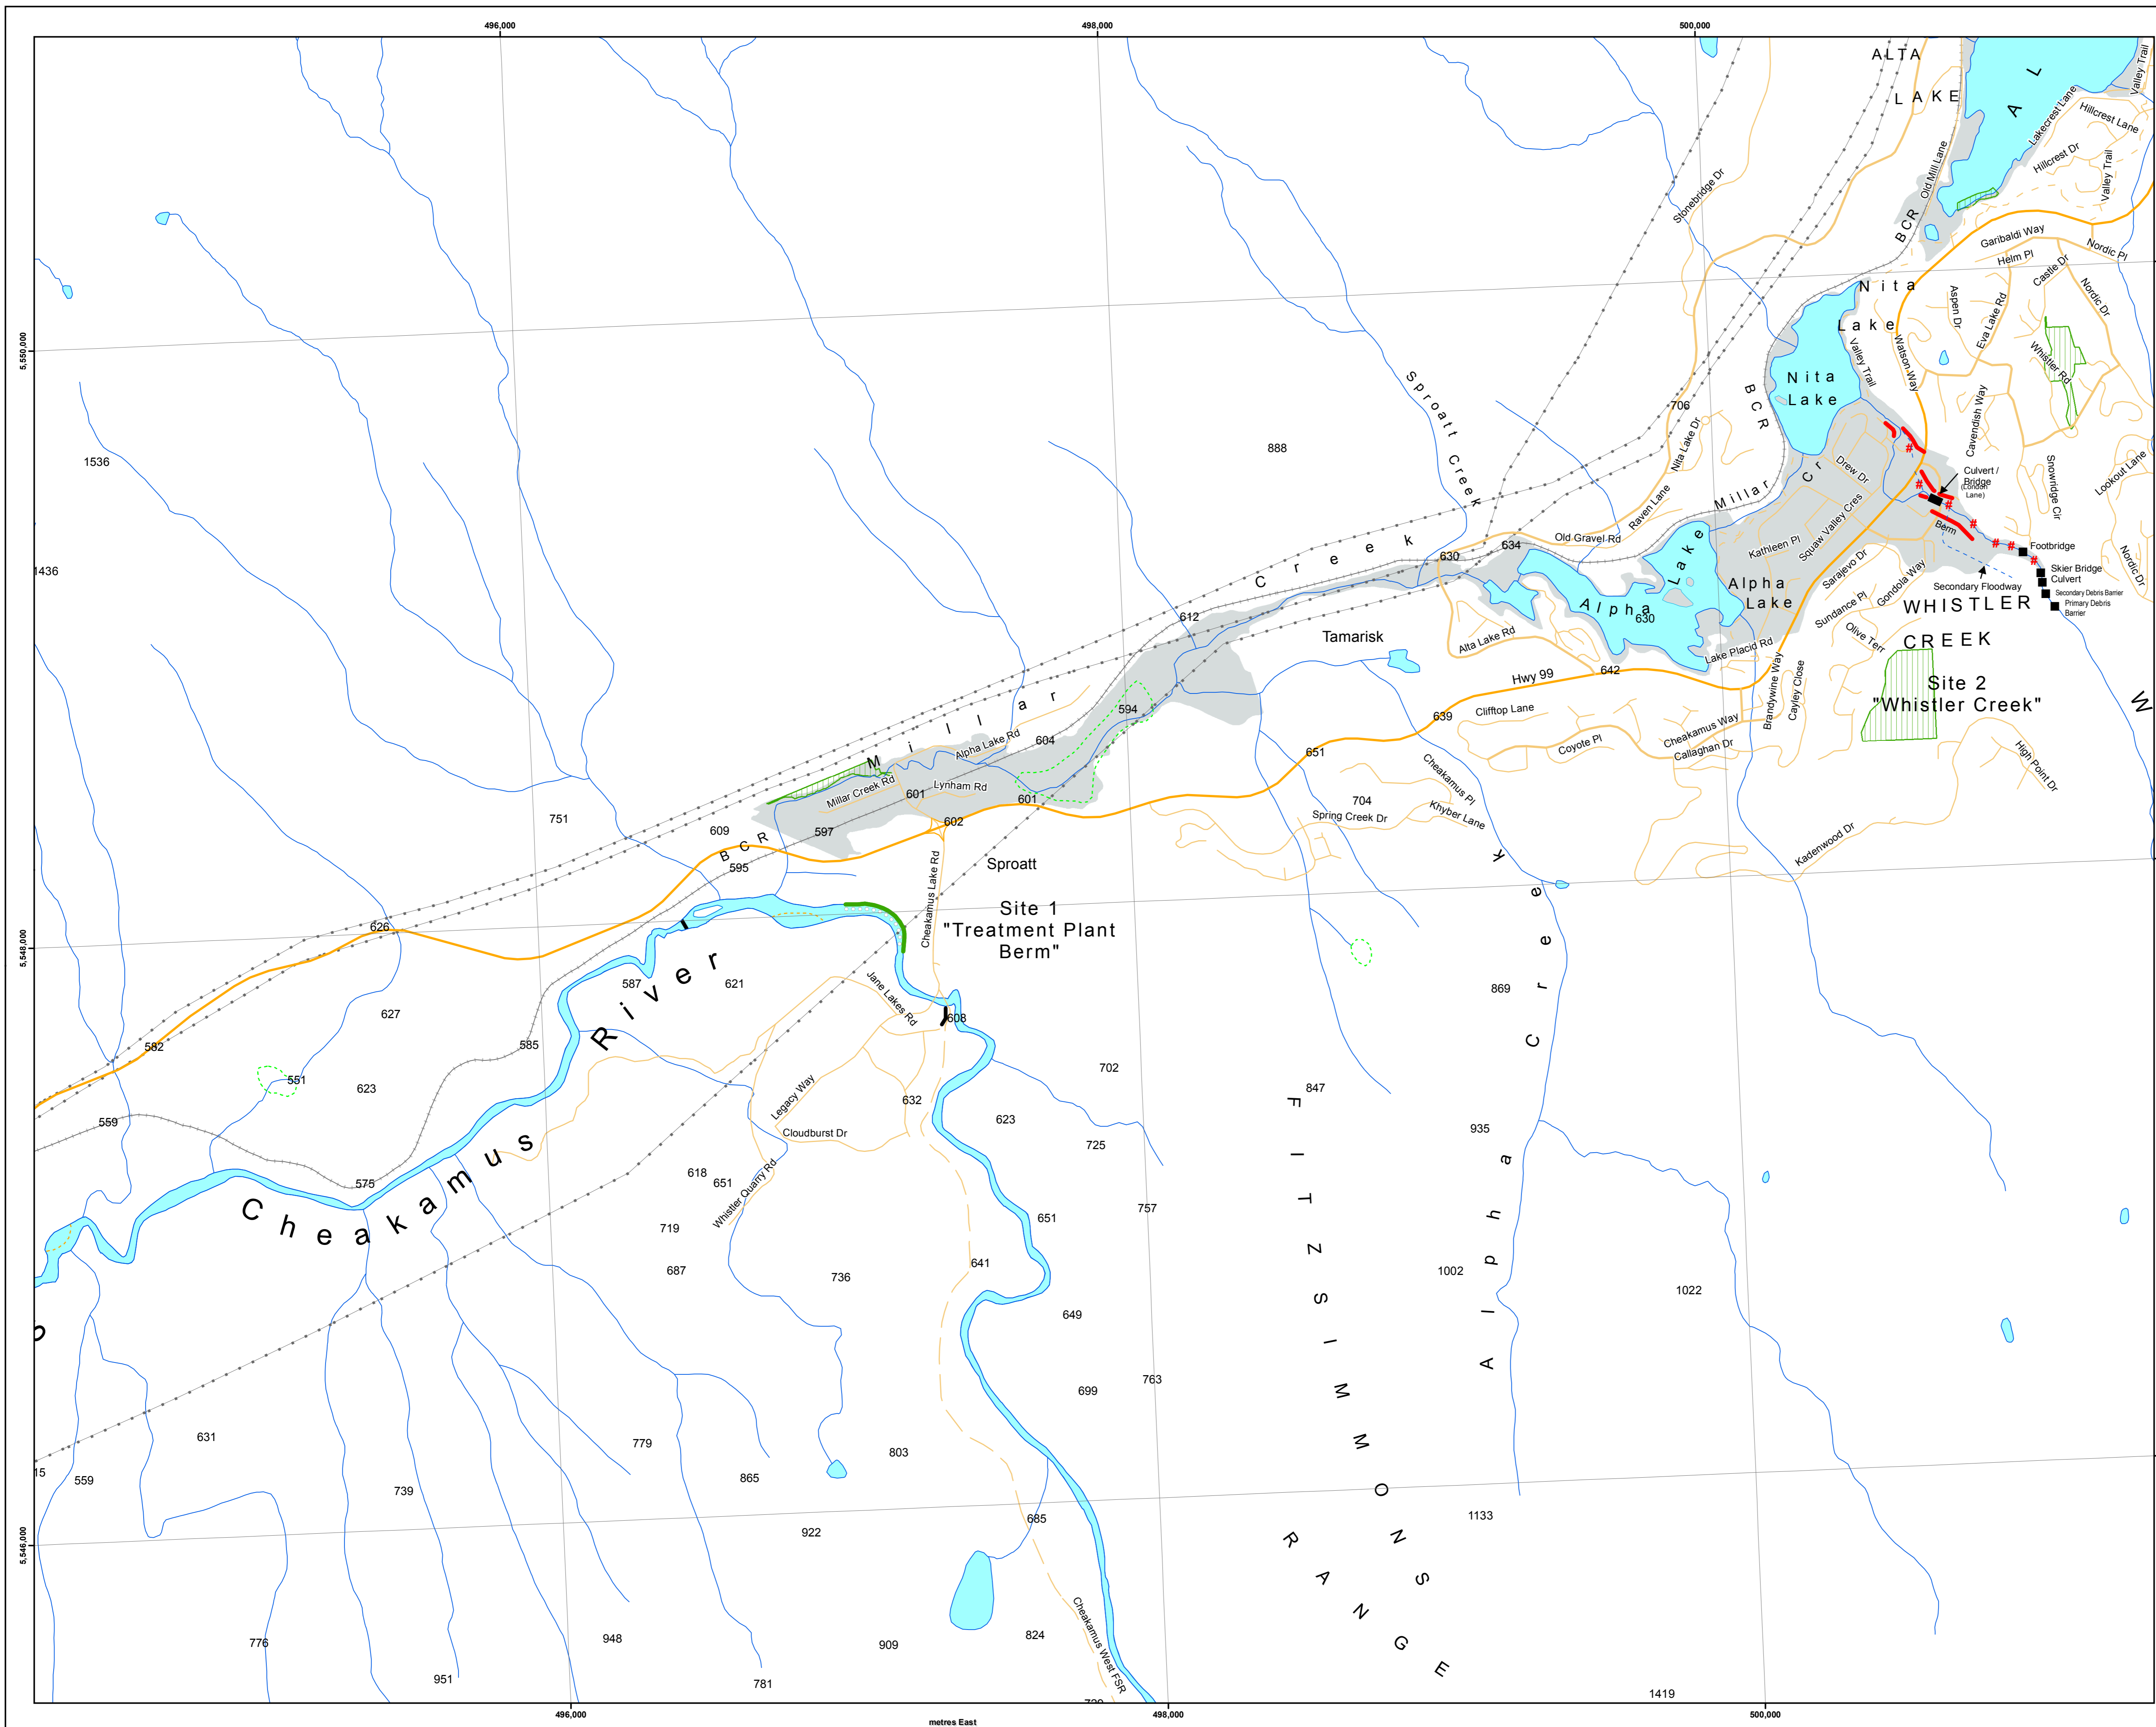 496,000
498,000
500,000
ALTA
LAKE
A L
Valley Trail
Lakecrest Lane
Hillcrest Lane
Hillcrest Dr
Valley Trail
Old Mill Lane
BCR
Stonebridge Dr
Garibaldi Way
Nordic Pl
Helm Pl
Castle Dr
Nordic Dr
Nita
Lake
Aspen Dr
Eva Lake Rd
Valley Trail
Watson Way
Whistler Rd
5,550,000
Nita
Lake
BCR
Sproatt Creek
706
Nita Lake Dr
Cavendish Way
888
1536
Drew Dr
Culvert /
Bridge
(London
Lane)
Snowridge Cir
Lookout Lane
#
#
#
#
#
#
#
Millar Cr
Raven Lane
Squaw Valley Cres
Berm
Old Gravel Rd
Kathleen Pl
Footbridge
634
630
Creek
1436
Sarajevo Dr
Gondola Way
Nordic Dr
Skier Bridge
Culvert
Secondary Floodway
Secondary Debris Barrier
Primary Debris
Barrier
Alpha
Lake
Alpha
630
Lake
WHISTLER
CREEK
Sundance Pl
Olive Terr
612
Tamarisk
Alta Lake Rd
Lake Placid Rd
642
Hwy 99
Site 2
"Whistler Creek"
W
Brandywine Way
Cayley Close
594
639
Clifftop Lane
Cheakamus Way
Callaghan Dr
Coyote Pl
651
High Point Dr
Millar
604
Alpha Lake Rd
Cheakamus Pl
Millar Creek Rd
601
Lynham Rd
601
704
Khyber Lane
Spring Creek Dr
Kadenwood Dr
751
609
597
602
BCR
595
Sproatt
Cheakamus Lake Rd
Site 1
"Treatment Plant
Berm"
626
5,548,000
587
621
Jane Lakes Rd
627
608
869
582
585
551
623
702
847
Legacy Way
632
559
623
935
Cloudburst Dr
725
618
651
575
Whistler Quarry Rd
Cheakamus River
719
651
757
687
736
641
1002
1022
649
Alpha Creek
699
763
631
779
803
15
559
865
739
685
1133
922
5,546,000
FITZSIMMONS
RANGE
776
948
909
824
Cheakamus West FSR
951
781
1419
496,000
metres East
498,000
500,000